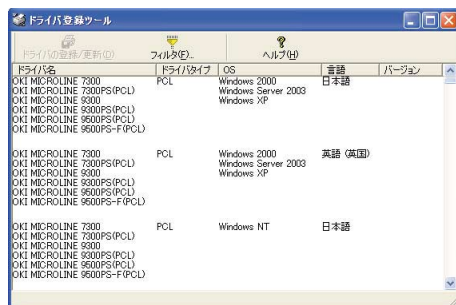 ドライバ登録ツール
ドライバの登録/更新(D) フィルタ(F)... ヘルプ(H)
ドライバ名 ドライバタイプ OS 言語 バージョン
OKI MICROLINE 7300 PCL Windows 2000 日本語
OKI MICROLINE 7300PS(PCL) Windows Server 2003
OKI MICROLINE 9300 Windows XP
OKI MICROLINE 9300PS(PCL)
OKI MICROLINE 9500PS(PCL)
OKI MICROLINE 9500PS-F(PCL)
OKI MICROLINE 7300 PCL Windows 2000 英語 (英国)
OKI MICROLINE 7300PS(PCL) Windows Server 2003
OKI MICROLINE 9300 Windows XP
OKI MICROLINE 9300PS(PCL)
OKI MICROLINE 9500PS(PCL)
OKI MICROLINE 9500PS-F(PCL)
OKI MICROLINE 7300 PCL Windows NT 日本語
OKI MICROLINE 7300PS(PCL)
OKI MICROLINE 9300
OKI MICROLINE 9300PS(PCL)
OKI MICROLINE 9500PS(PCL)
OKI MICROLINE 9500PS-F(PCL)